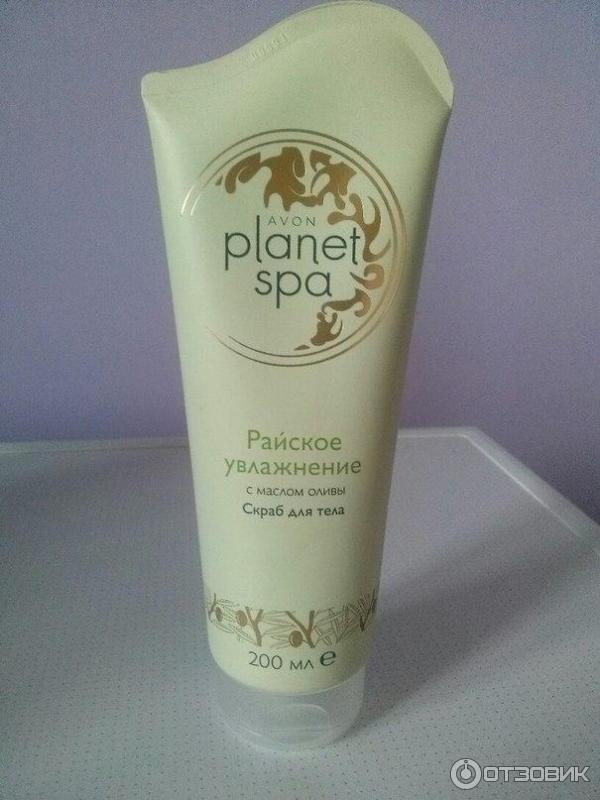 AVON
planet
spa
Райское
увлажнение
с маслом оливы
Скраб для тела
200 мл e
ОТЗОВИК